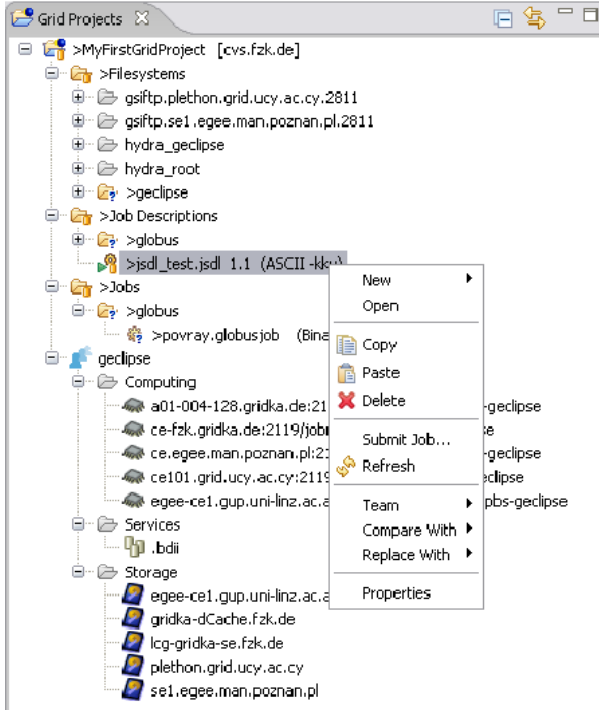 Grid Projects
>MyFirstGridProject [cvs.fzk.de]
>Filesystems
gsiftp.plethon.grid.ucy.ac.cy.2811
gsiftp.se1.egee.man.poznan.pl.2811
hydra_geclipse
hydra_root
>geclipse
>Job Descriptions
>globus
>jsdl_test.jsdl 1.1 (ASCII -kkv)
>Jobs
>globus
>povray.globusjob (Bina
geclipse
Computing
a01-004-128.gridka.de:21 -geclipse
ce-fzk.gridka.de:2119/jobm se
ce.egee.man.poznan.pl:21 geclipse
ce101.grid.ucy.ac.cy:2119 clipse
egee-ce1.gup.uni-linz.ac.a pbs-geclipse
Services
.bdii
Storage
egee-ce1.gup.uni-linz.ac.a
gridka-dCache.fzk.de
lcg-gridka-se.fzk.de
plethon.grid.ucy.ac.cy
se1.egee.man.poznan.pl
New
Open
Copy
Paste
Delete
Submit Job...
Refresh
Team
Compare With
Replace With
Properties